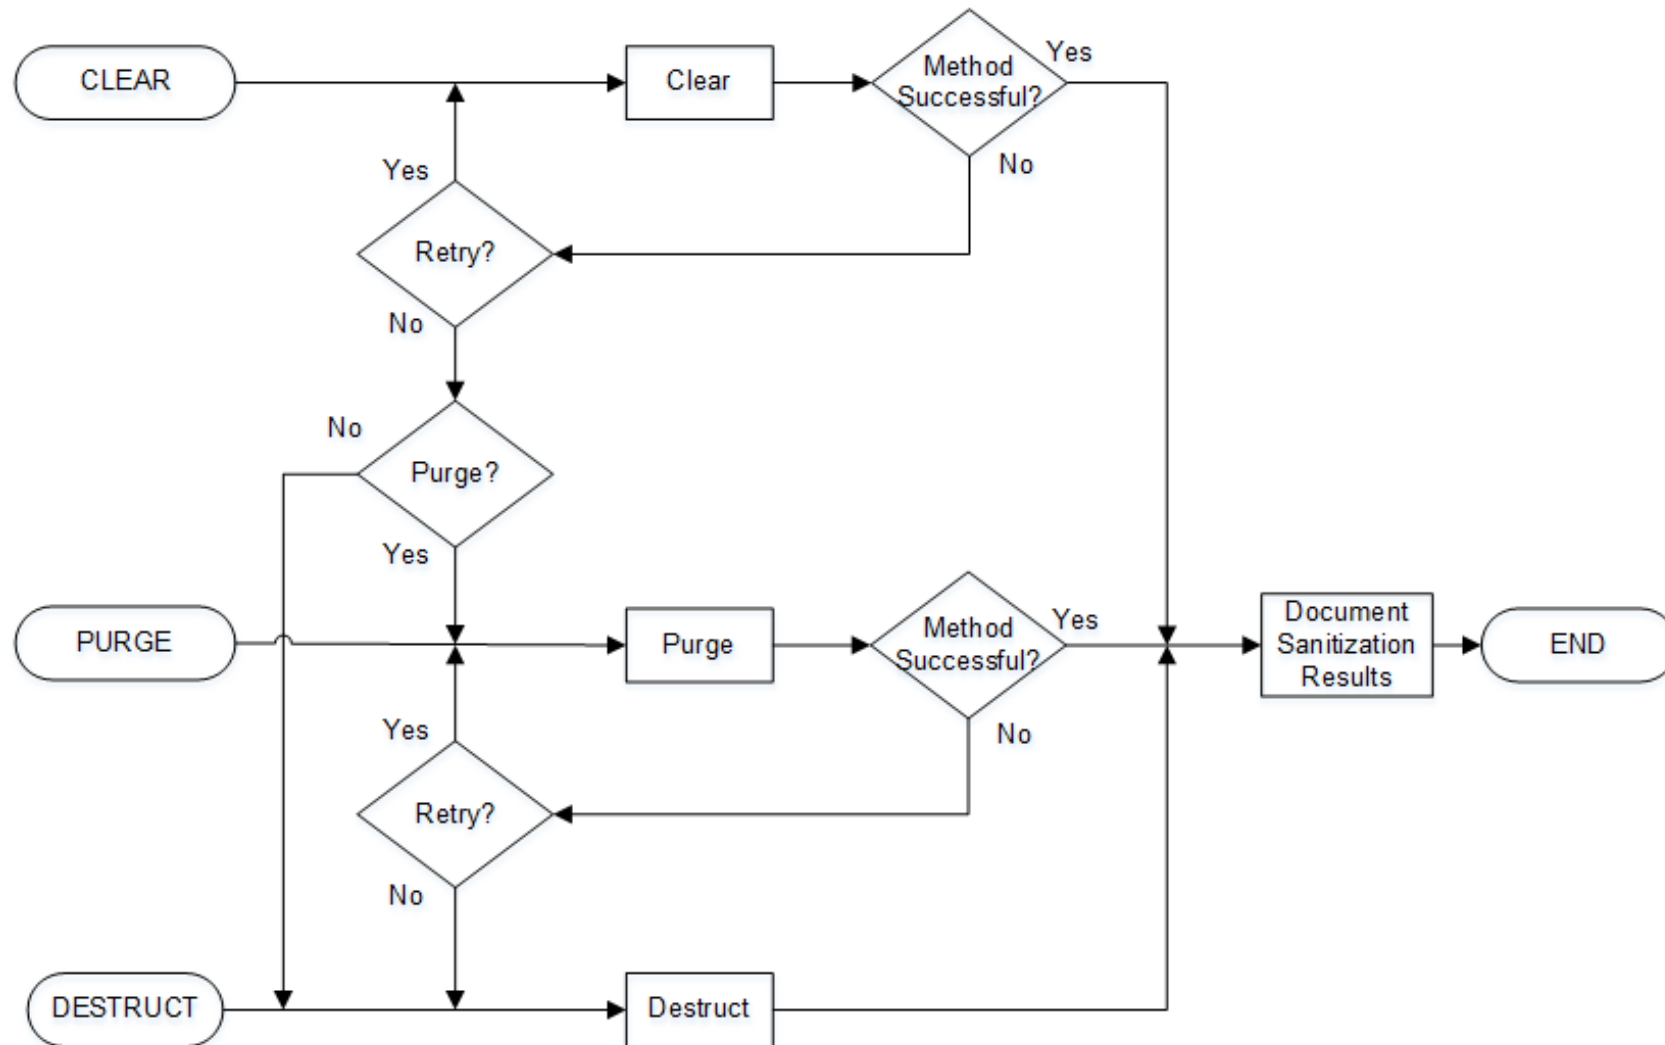 CLEAR
Clear
Method
Successful?
Yes
No
Yes
Retry?
No
No
Purge?
Yes
PURGE
Purge
Method
Successful?
Yes
Document
Sanitization
Results
END
No
Yes
Retry?
No
DESTRUCT
Destruct